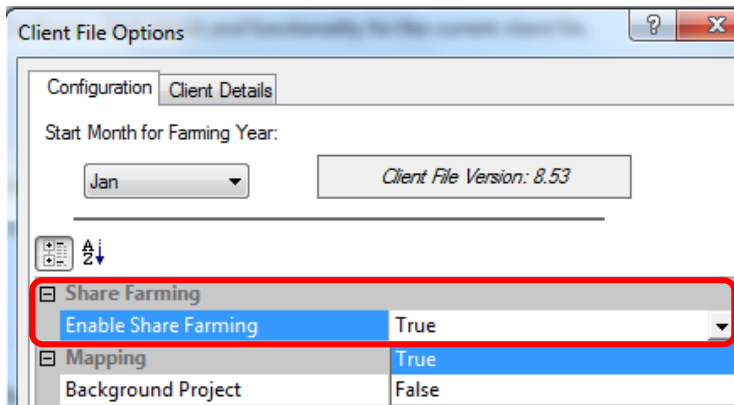 Client File Options
Configuration Client Details
Start Month for Farming Year:
Jan Client File Version: 8.53
Share Farming
Enable Share Farming True
Mapping True
Background Project False